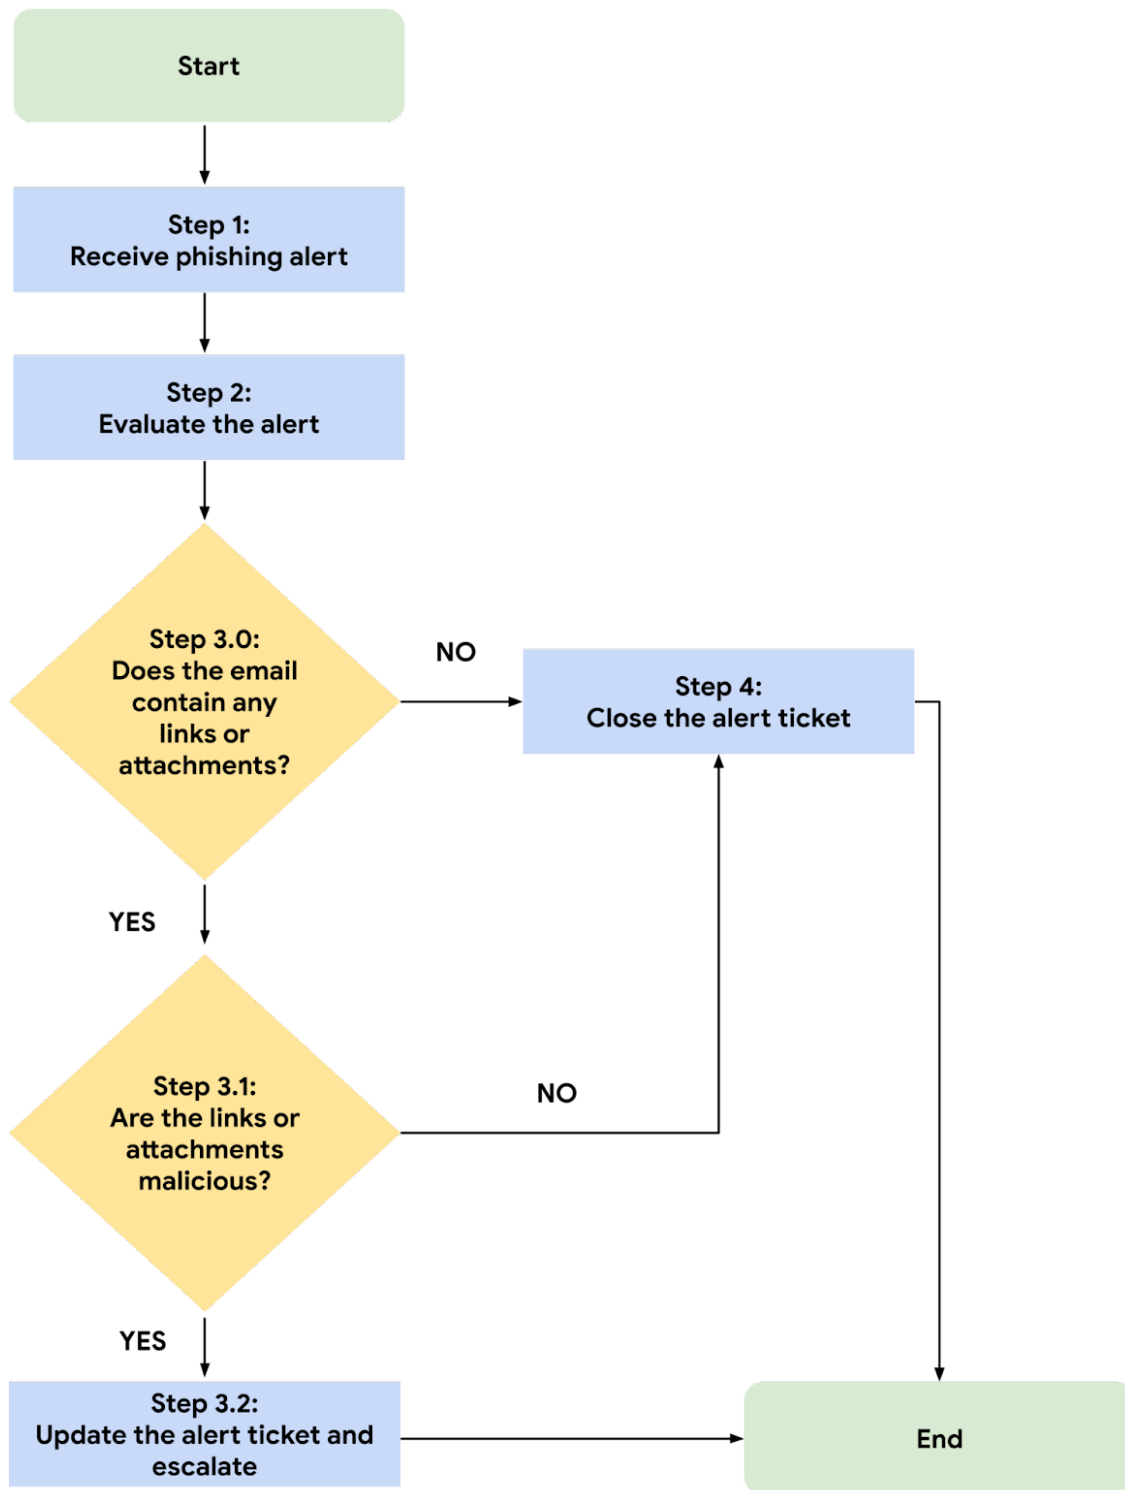 Start
Step 1:
Receive phishing alert
Step 2:
Evaluate the alert
Step 3.0:
Does the email
contain any
links or
attachments?
NO
Step 4:
Close the alert ticket
YES
Step 3.1:
Are the links or
attachments
malicious?
NO
YES
Step 3.2:
Update the alert ticket and
escalate
End